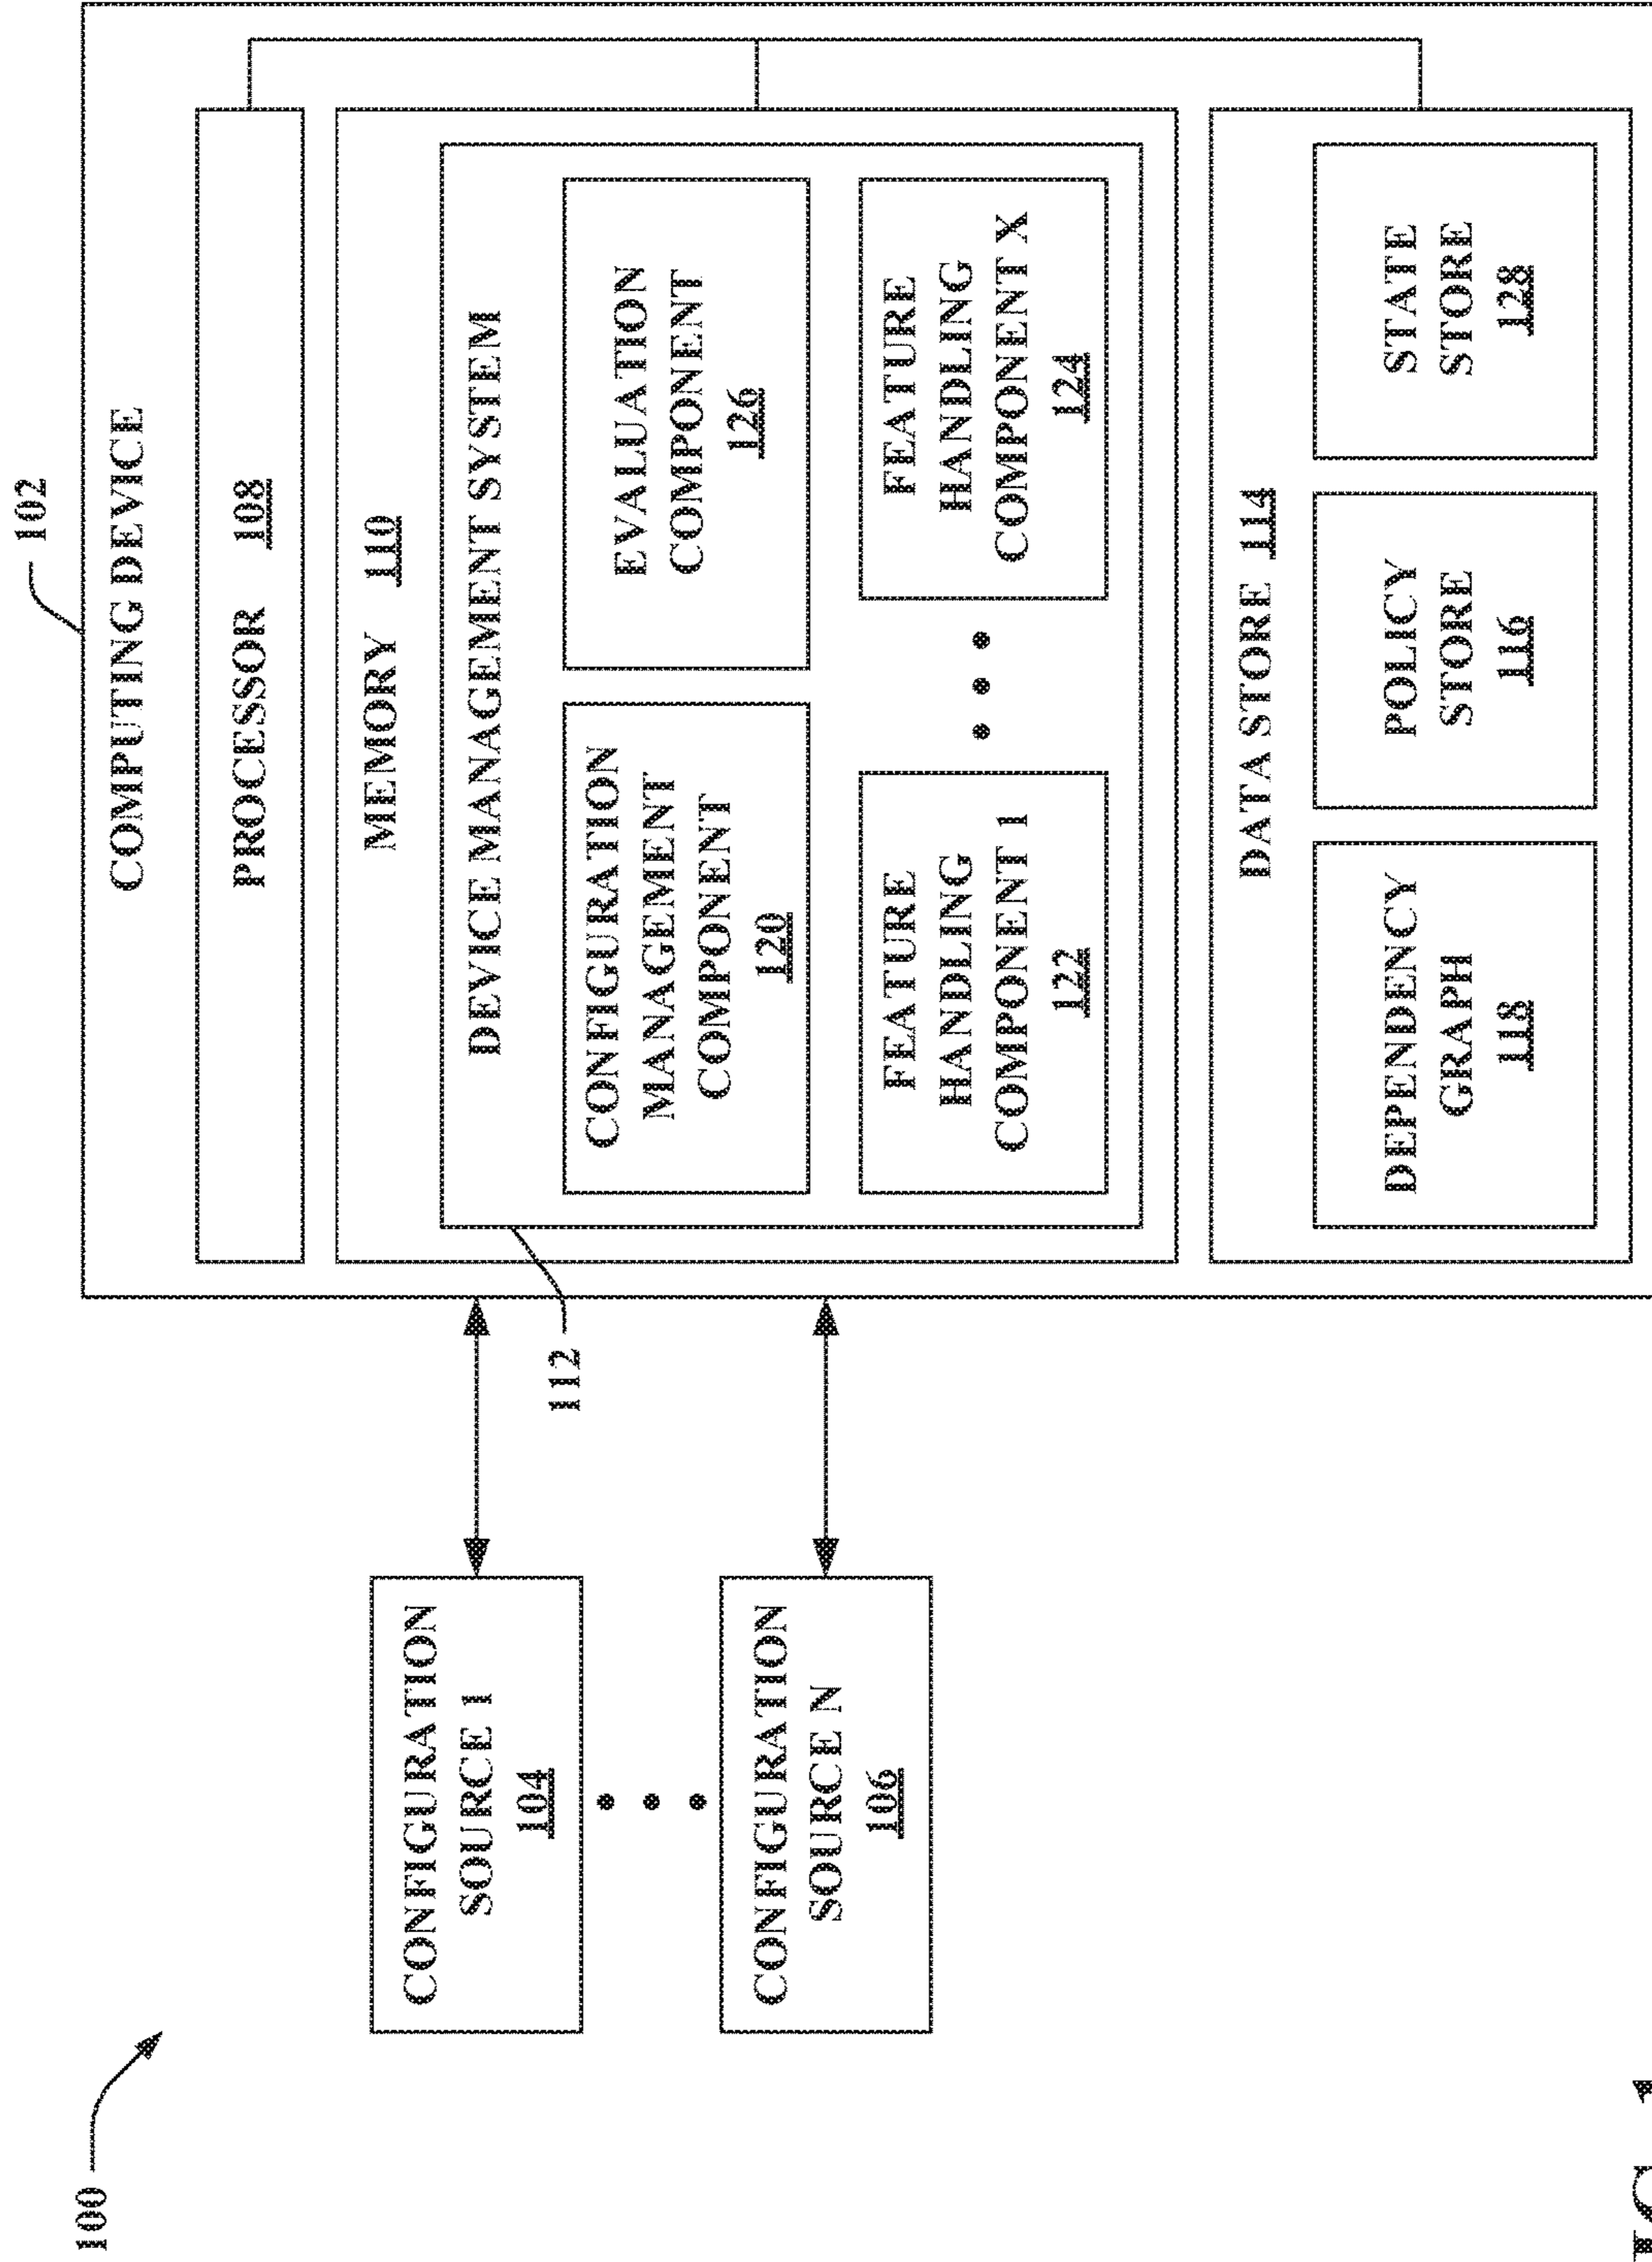 100
102
COMPUTING DEVICE
PROCESSOR 108
MEMORY 110
DEVICE MANAGEMENT SYSTEM
CONFIGURATION
MANAGEMENT
COMPONENT
120
EVALUATION
COMPONENT
126
FEATURE
HANDLING
COMPONENT 1
122
FEATURE
HANDLING
COMPONENT X
124
112
DATA STORE 114
DEPENDENCY
GRAPH
118
POLICY
STORE
116
STATE
STORE
128
CONFIGURATION
SOURCE 1
104
CONFIGURATION
SOURCE N
106